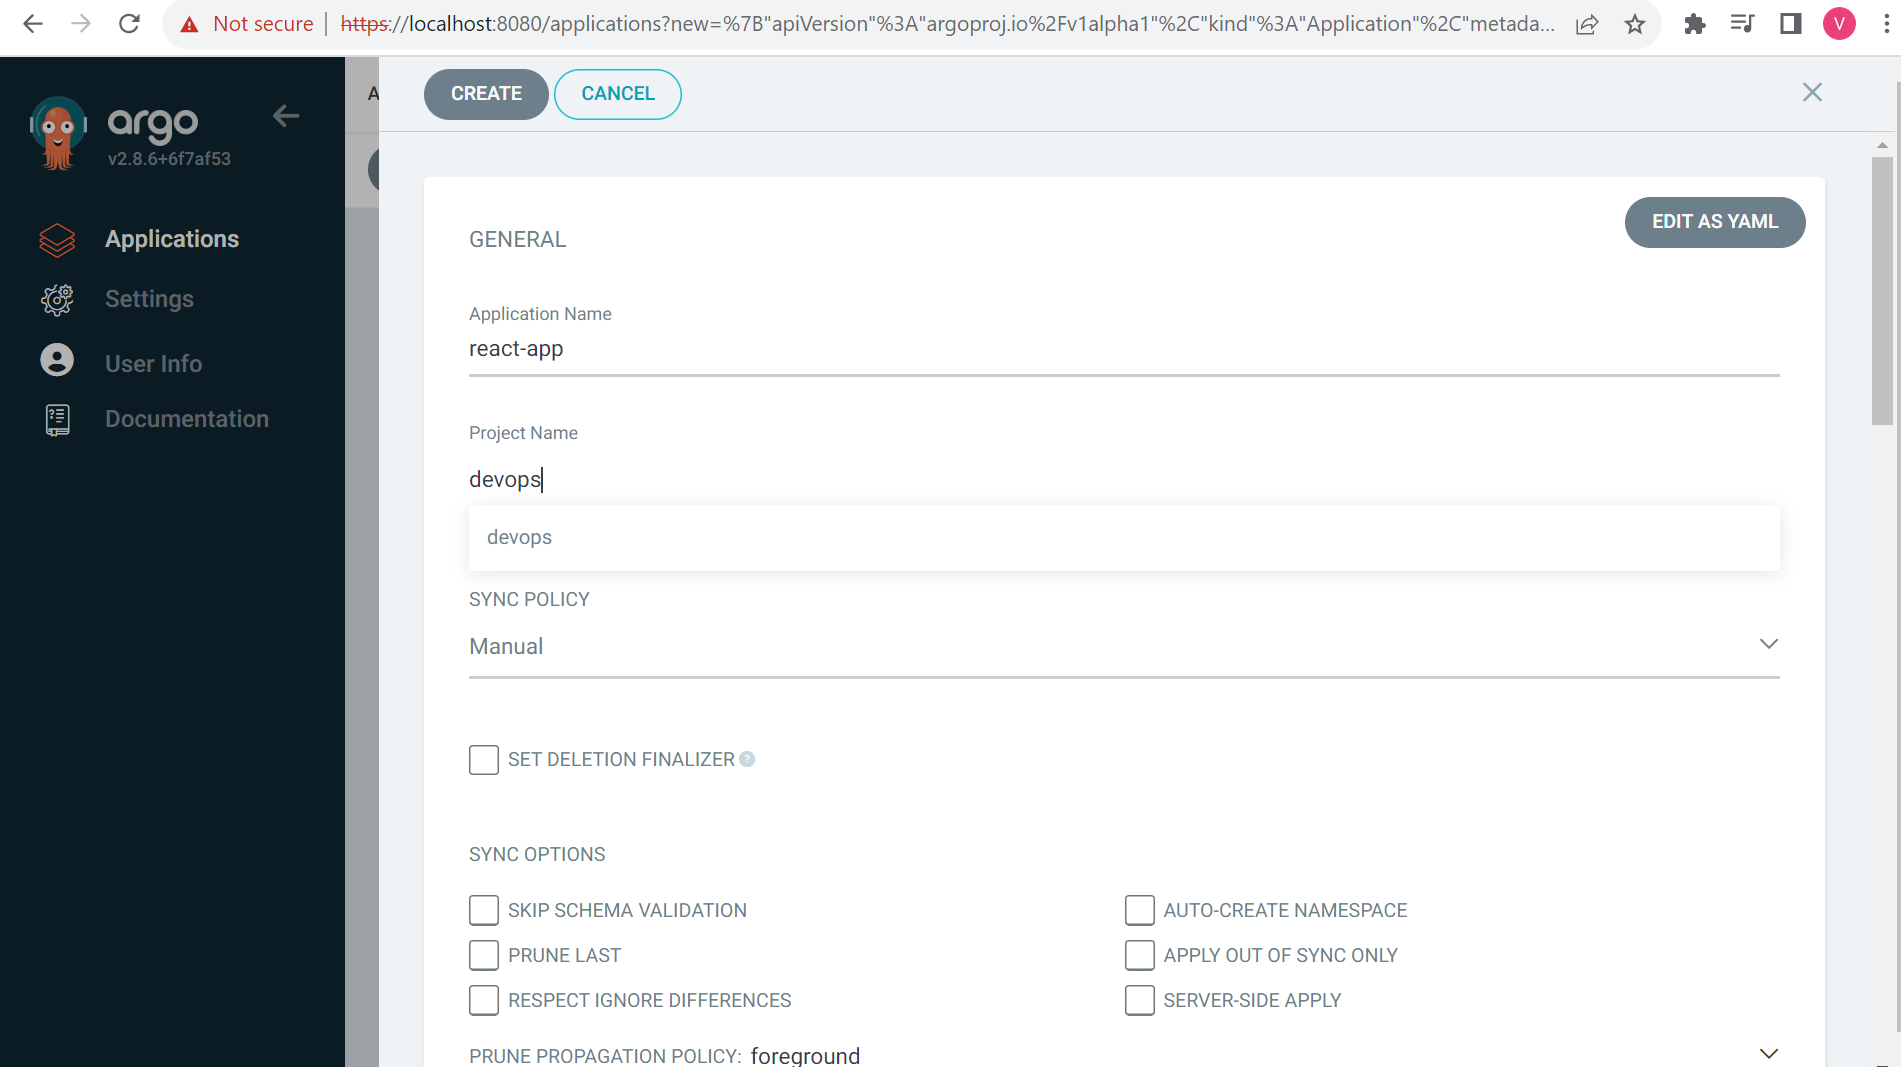 Not secure | https://localhost:8080/applications?new=%7B"apiVersion"%3A"argoproj.io%2Fv1alpha1"%2C"kind"%3A"Application"%2C"metada...
V
argo
v2.8.6+6f7af53
Applications
Settings
User Info
Documentation
A
CREATE
CANCEL
GENERAL
EDIT AS YAML
Application Name
react-app
Project Name
devops
devops
SYNC POLICY
Manual
SET DELETION FINALIZER ?
SYNC OPTIONS
SKIP SCHEMA VALIDATION
AUTO-CREATE NAMESPACE
PRUNE LAST
APPLY OUT OF SYNC ONLY
RESPECT IGNORE DIFFERENCES
SERVER-SIDE APPLY
PRUNE PROPAGATION POLICY: foreground